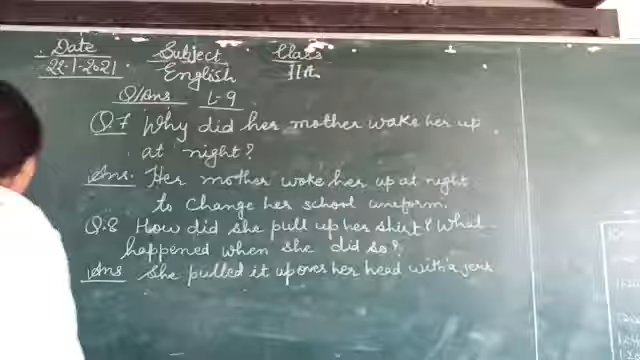 Date Subject Class
22-1-2021 English IIA
Q/Ans L-9
Q.7 Why did her mother wake her up
at night?
Ans. Her mother woke her up at night
to change her school uniform.
Q.8 How did she pull up her shirt? What
happened when she did so?
Ans She pulled it up over her head with a jerk